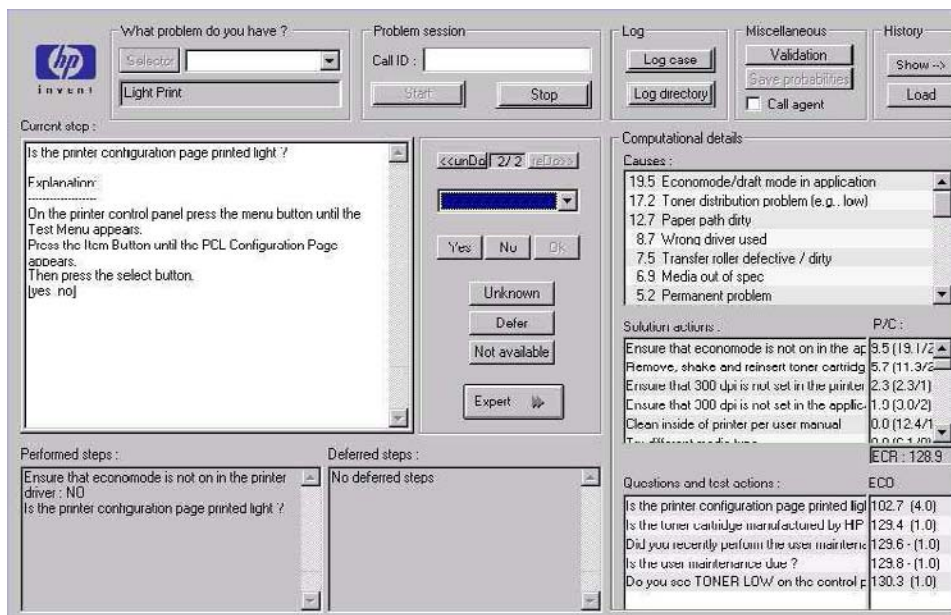 What problem do you have ?
Selector
Light Print
hp
invent
Problem session
Call ID :
Start
Stop
Log
Log case
Log directory
Miscellaneous
Validation
Save probabilities
Call agent
History
Show -->
Load
Current step :
Is the printer configuration page printed light ?
Explanation:
------------------
On the printer control panel press the menu button until the
Test Menu appears.
Press the Item Button until the PCL Configuration Page
appears.
Then press the select button.
[yes no]
<<unDo 2/ 2 reDo>>
Yes
No
Ok
Unknown
Defer
Not available
Expert
Computational details
Causes :
19.5 Economode/draft mode in application
17.2 Toner distribution problem (e.g., low)
12.7 Paper path dirty
8.7 Wrong driver used
7.5 Transfer roller defective / dirty
6.9 Media out of spec
5.2 Permanent problem
Solution actions :
P/C :
Ensure that economode is not on in the ap 9.5 (19.1/2
Remove, shake and reinsert toner cartridg 5.7 (11.3/2
Ensure that 300 dpi is not set in the printer 2.3 (2.3/1)
Ensure that 300 dpi is not set in the applic 1.9 (3.0/2)
Clean inside of printer per user manual 0.0 (12.4/1
ECR : 128.9
Performed steps :
Ensure that economode is not on in the printer
driver : NO
Is the printer configuration page printed light ?
Deferred steps :
No deferred steps
Questions and test actions :
ECO
Is the printer configuration page printed ligl 102.7 (4.0)
Is the toner cartridge manufactured by HP 129.4 (1.0)
Did you recently perform the user maintena 129.6 - (1.0)
Is the user maintenance due ? 129.8 - (1.0)
Do you see TONER LOW on the control p 130.3 (1.0)